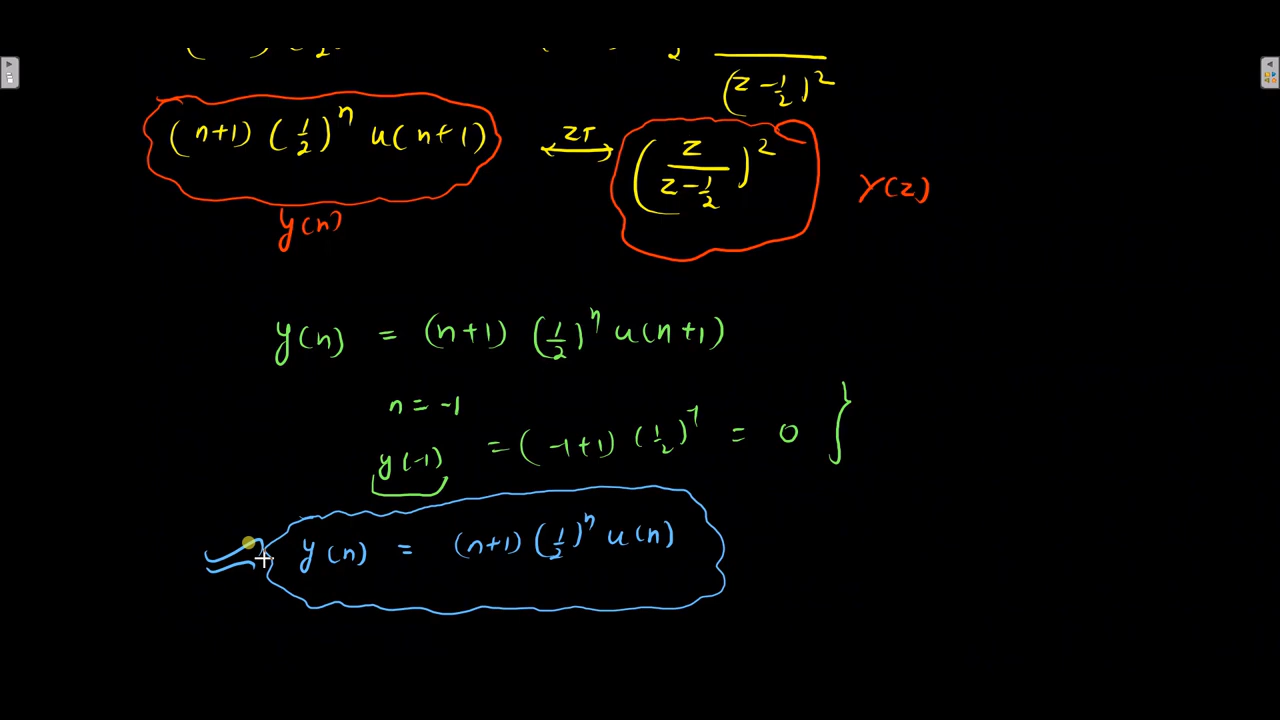 (z - 1/2)^2
(n+1) (1/2)^n u(n+1) ⟷ZT (z / (z - 1/2))^2 Y(z)
y(n)
y(n) = (n+1) (1/2)^n u(n+1)
n = -1
y(-1) = (-1+1) (1/2)^-1 = 0 }
y(n) = (n+1) (1/2)^n u(n)